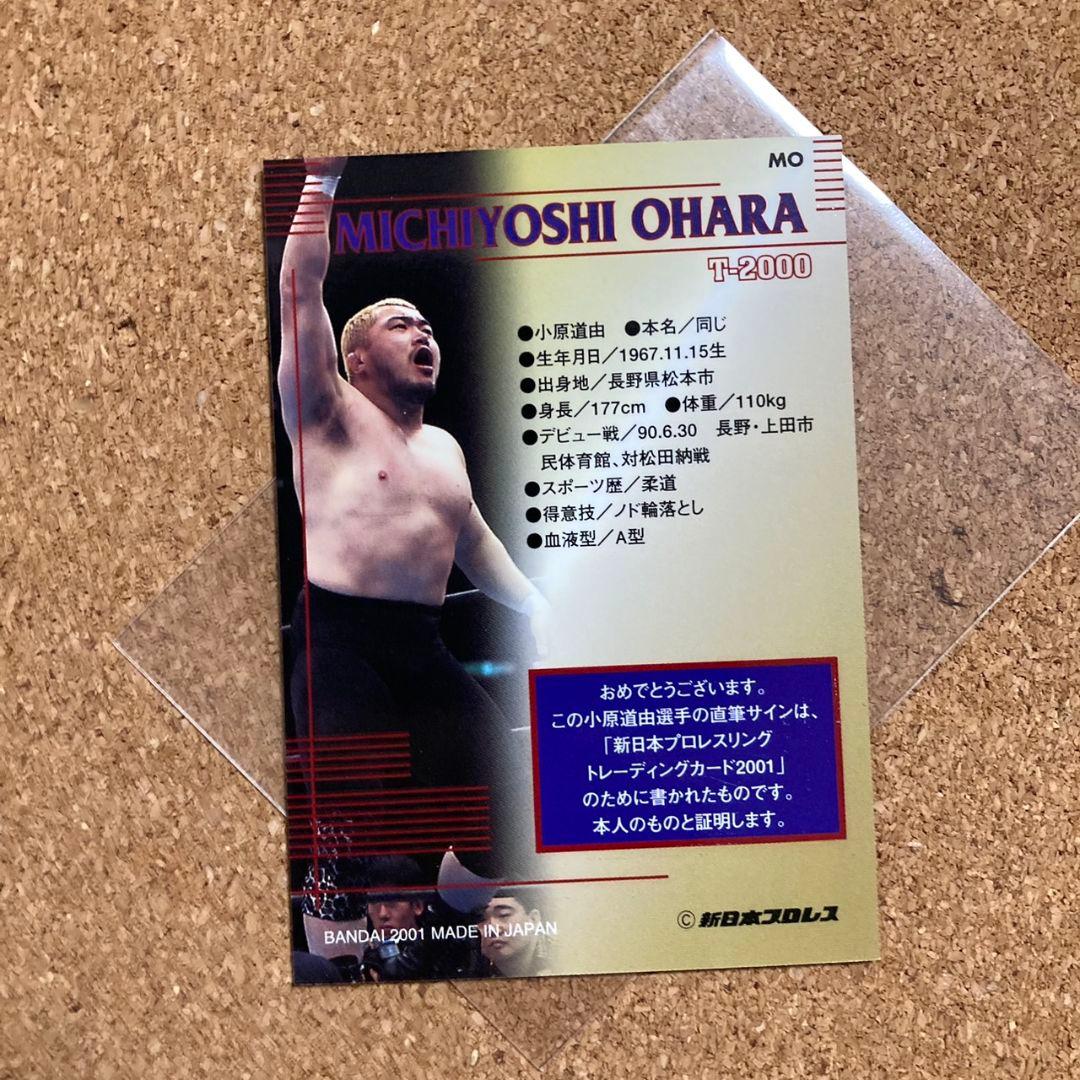 MO
MICHIYOSHI OHARA
T-2000
●小原道由 ●本名／同じ
●生年月日／1967.11.15生
●出身地／長野県松本市
●身長／177cm ●体重／110kg
●デビュー戦／90.6.30 長野・上田市
民体育館、対松田納戦
●スポーツ歴／柔道
●得意技／ノド輪落とし
●血液型／A型
おめでとうございます。
この小原道由選手の直筆サインは、
「新日本プロレスリング
トレーディングカード2001」
のために書かれたものです。
本人のものと証明します。
©新日本プロレス
BANDAI 2001 MADE IN JAPAN